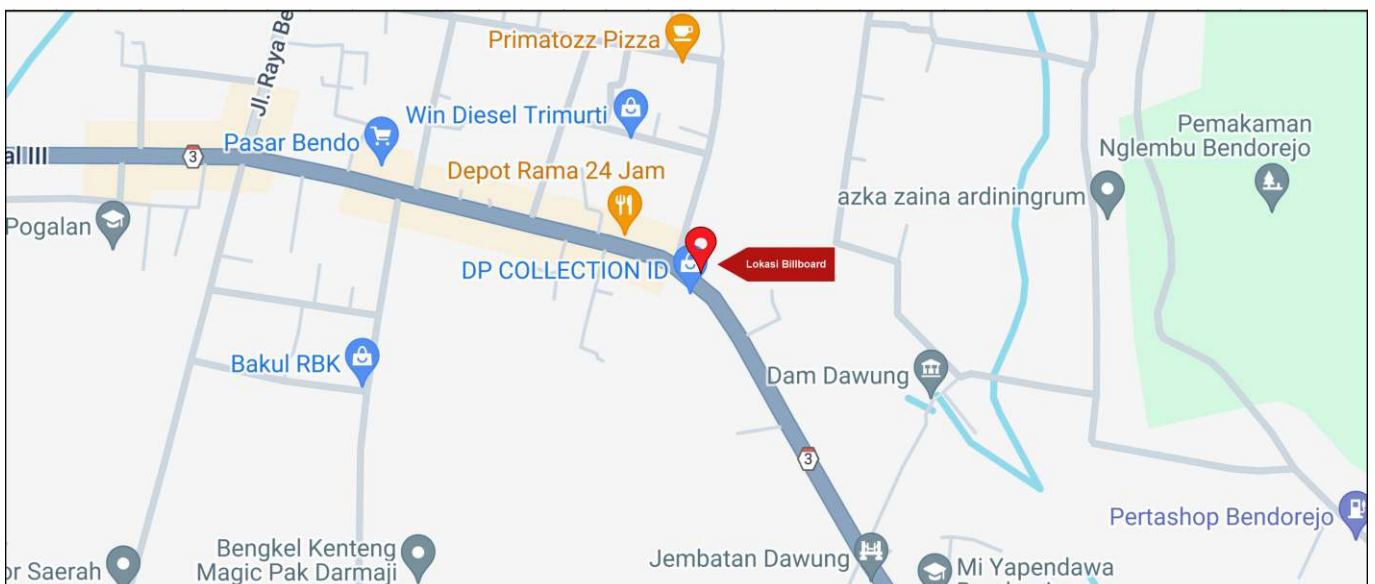 Jl. Raya Be
Primatozz Pizza
Win Diesel Trimurti
Pasar Bendo
al III
3
Depot Rama 24 Jam
Pemakaman
Nglembu Bendorejo
azka zaina ardiningrum
Pogalan
DP COLLECTION ID
Lokasi Billboard
Bakul RBK
Dam Dawung
3
Pertashop Bendorejo
Bengkel Kenteng
Magic Pak Darmaji
or Saerah
Jembatan Dawung
Mi Yapendawa